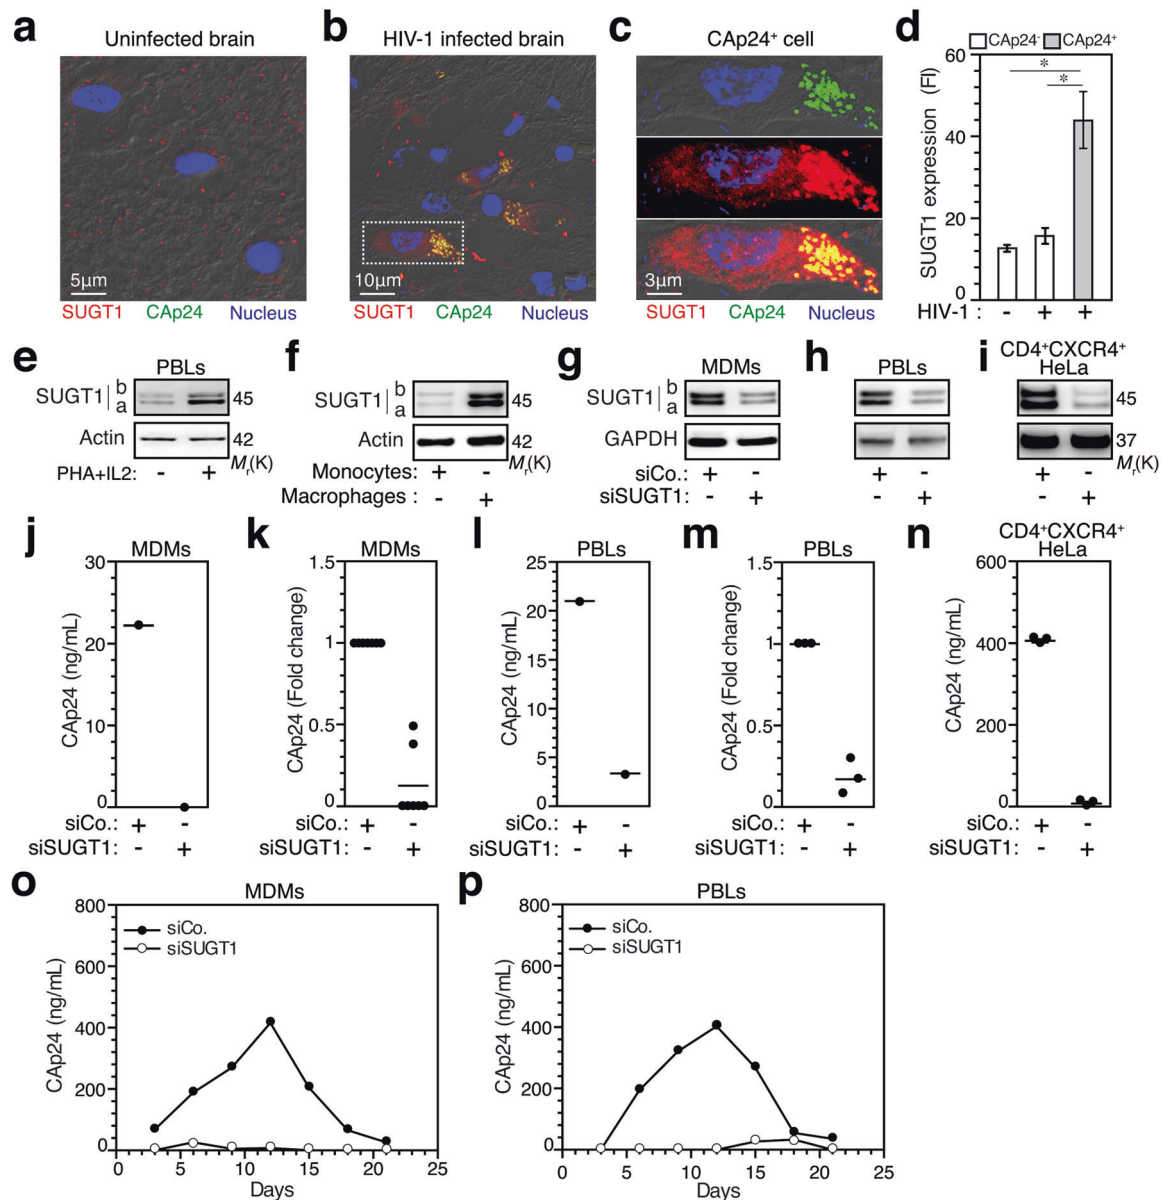 a
Uninfected brain
5µm
SUGT1 CAp24 Nucleus
b
HIV-1 infected brain
10µm
SUGT1 CAp24 Nucleus
c
CAp24⁺ cell
3µm
SUGT1 CAp24 Nucleus
d
CAp24⁻ CAp24⁺
SUGT1 expression (FI)
60
40
20
0
* 
*
HIV-1 : - + +
e
PBLs
SUGT1 b
a
45
Actin 42
Mr(K)
PHA+IL2: - +
f
SUGT1 b
a
45
Actin 42
Monocytes: + -
Macrophages : - +
g
MDMs
SUGT1 b
a
GAPDH
siCo.: + -
siSUGT1: - +
h
PBLs
+ -
- +
i
CD4⁺CXCR4⁺
HeLa
45
37
Mr(K)
+ -
- +
j
MDMs
CAp24 (ng/mL)
30
20
10
0
siCo.: + -
siSUGT1: - +
k
MDMs
CAp24 (Fold change)
1.5
1
0.5
0
siCo.: + -
siSUGT1: - +
l
PBLs
CAp24 (ng/mL)
25
20
15
10
5
0
siCo.: + -
siSUGT1: - +
m
PBLs
CAp24 (Fold change)
1.5
1
0.5
0
siCo.: + -
siSUGT1: - +
n
CD4⁺CXCR4⁺
HeLa
CAp24 (ng/mL)
600
400
200
0
siCo.: + -
siSUGT1: - +
o
MDMs
siCo.
siSUGT1
CAp24 (ng/mL)
800
600
400
200
0
0 5 10 15 20 25
Days
p
PBLs
siCo.
siSUGT1
CAp24 (ng/mL)
800
600
400
200
0
0 5 10 15 20 25
Days